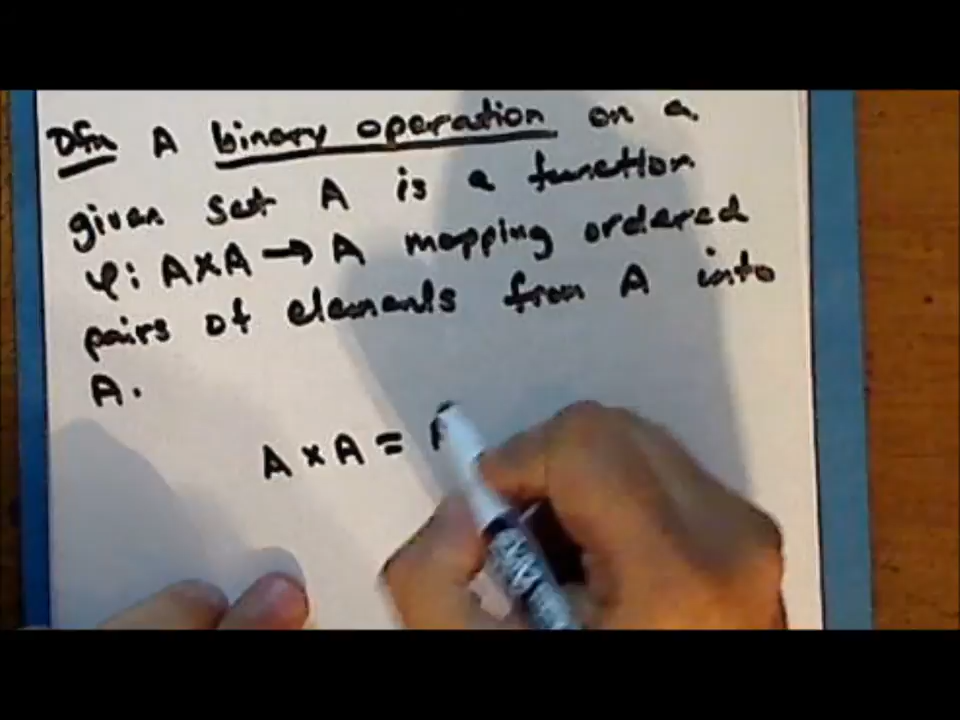 Dfn A binary operation on a
given set A is a function
φ: A×A → A mapping ordered
pairs of elements from A into
A.
A × A =